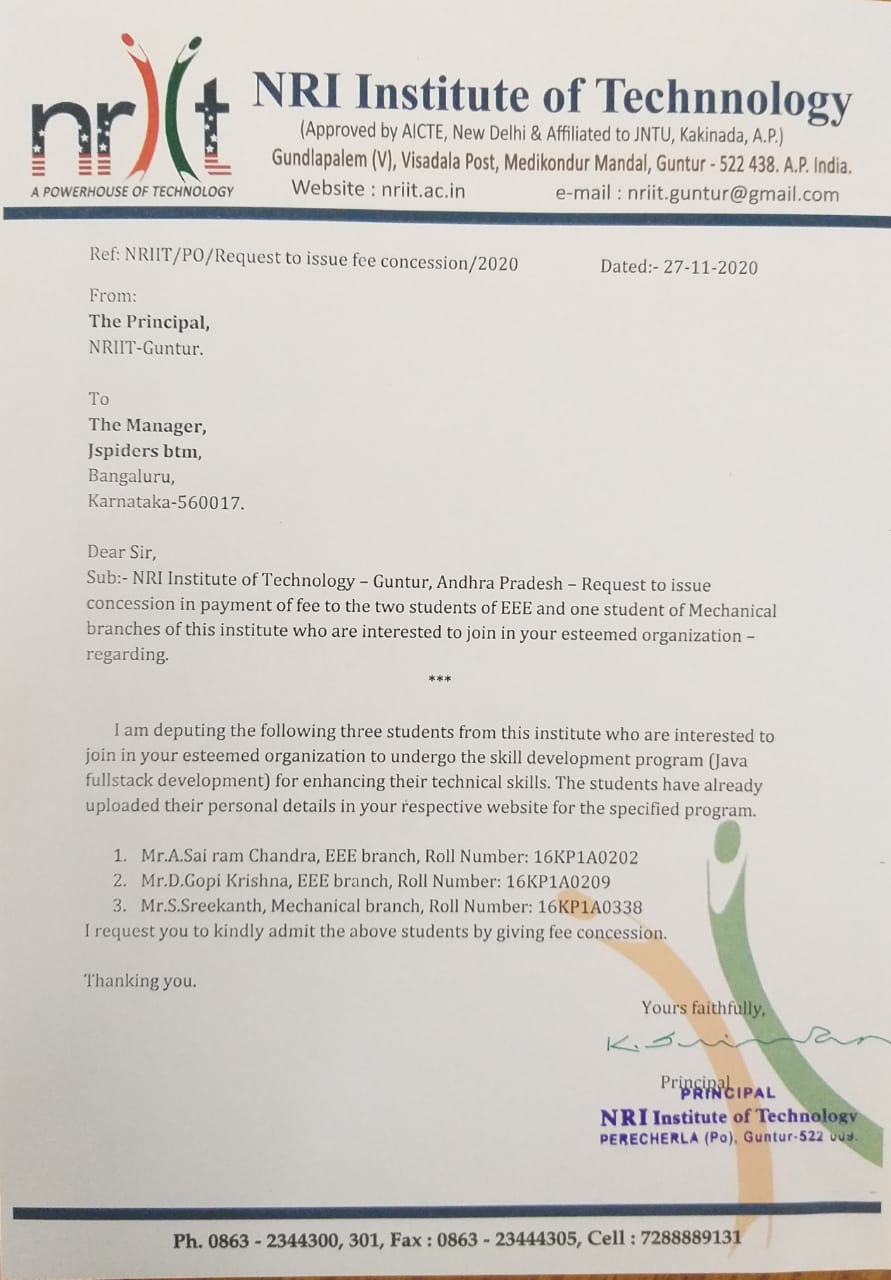 nriit
A POWERHOUSE OF TECHNOLOGY
NRI Institute of Technnology
(Approved by AICTE, New Delhi & Affiliated to JNTU, Kakinada, A.P.)
Gundlapalem (V), Visadala Post, Medikondur Mandal, Guntur - 522 438. A.P. India.
Website : nriit.ac.in e-mail : nriit.guntur@gmail.com
Ref: NRIIT/PO/Request to issue fee concession/2020 Dated:- 27-11-2020
From:
The Principal,
NRIIT-Guntur.
To
The Manager,
Jspiders btm,
Bangaluru,
Karnataka-560017.
Dear Sir,
Sub:- NRI Institute of Technology – Guntur, Andhra Pradesh – Request to issue
concession in payment of fee to the two students of EEE and one student of Mechanical
branches of this institute who are interested to join in your esteemed organization –
regarding.
***
I am deputing the following three students from this institute who are interested to
join in your esteemed organization to undergo the skill development program (Java
fullstack development) for enhancing their technical skills. The students have already
uploaded their personal details in your respective website for the specified program.
1. Mr.A.Sai ram Chandra, EEE branch, Roll Number: 16KP1A0202
2. Mr.D.Gopi Krishna, EEE branch, Roll Number: 16KP1A0209
3. Mr.S.Sreekanth, Mechanical branch, Roll Number: 16KP1A0338
I request you to kindly admit the above students by giving fee concession.
Thanking you.
Yours faithfully,
K.
Principal
PRINCIPAL
NRI Institute of Technology
PERECHERLA (Po), Guntur-522
Ph. 0863 - 2344300, 301, Fax : 0863 - 23444305, Cell : 7288889131